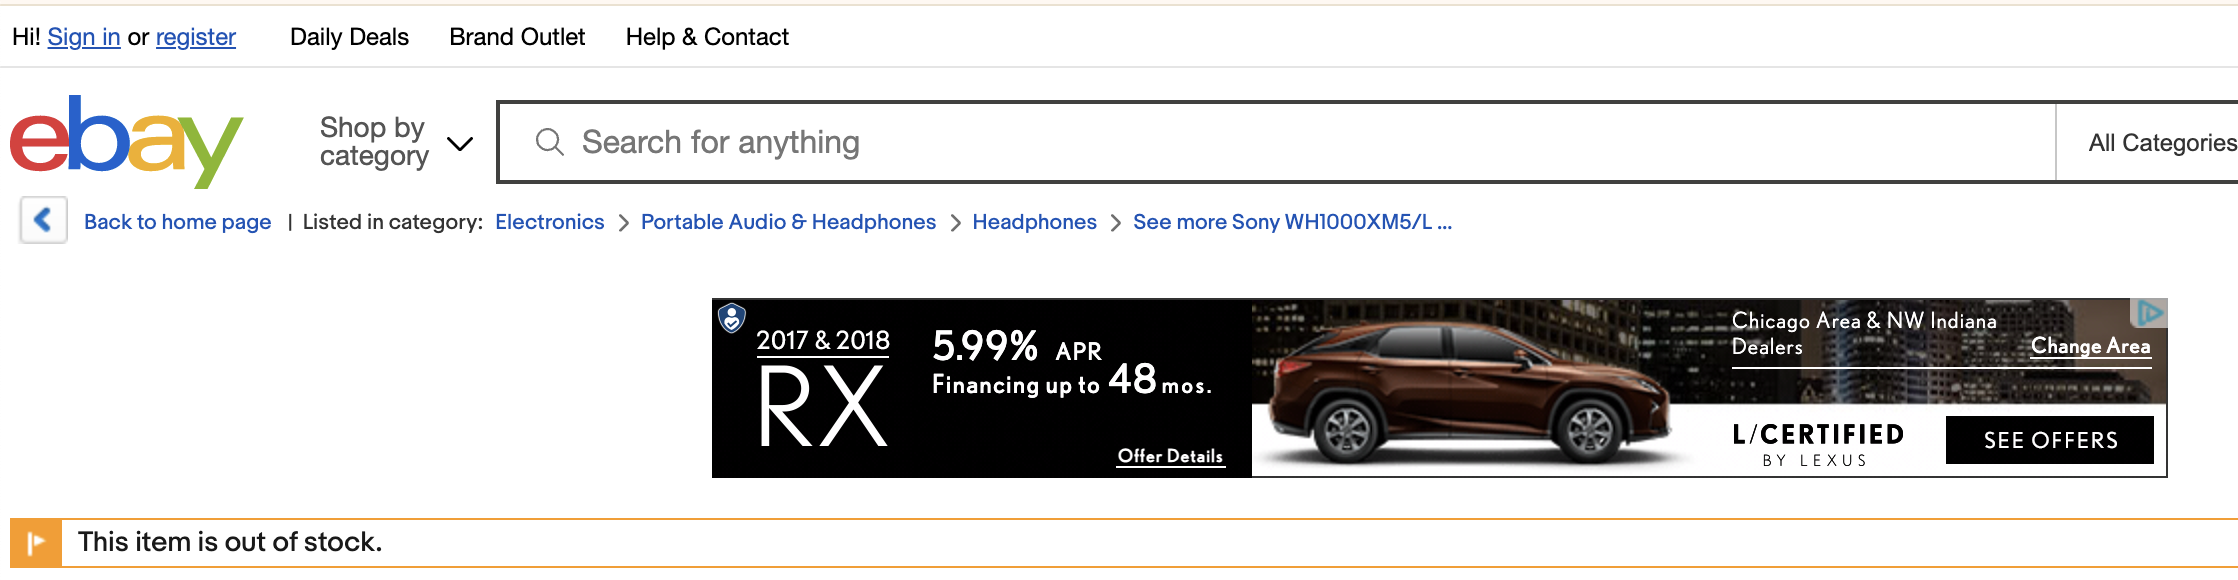 Hi! Sign in or register Daily Deals Brand Outlet Help & Contact
ebay
Shop by
category
Search for anything
All Categories
Back to home page | Listed in category: Electronics > Portable Audio & Headphones > Headphones > See more Sony WH1000XM5/L ...
2017 & 2018
RX
5.99% APR
Financing up to 48 mos.
Offer Details
Chicago Area & NW Indiana
Dealers
Change Area
L/CERTIFIED
BY LEXUS
SEE OFFERS
This item is out of stock.